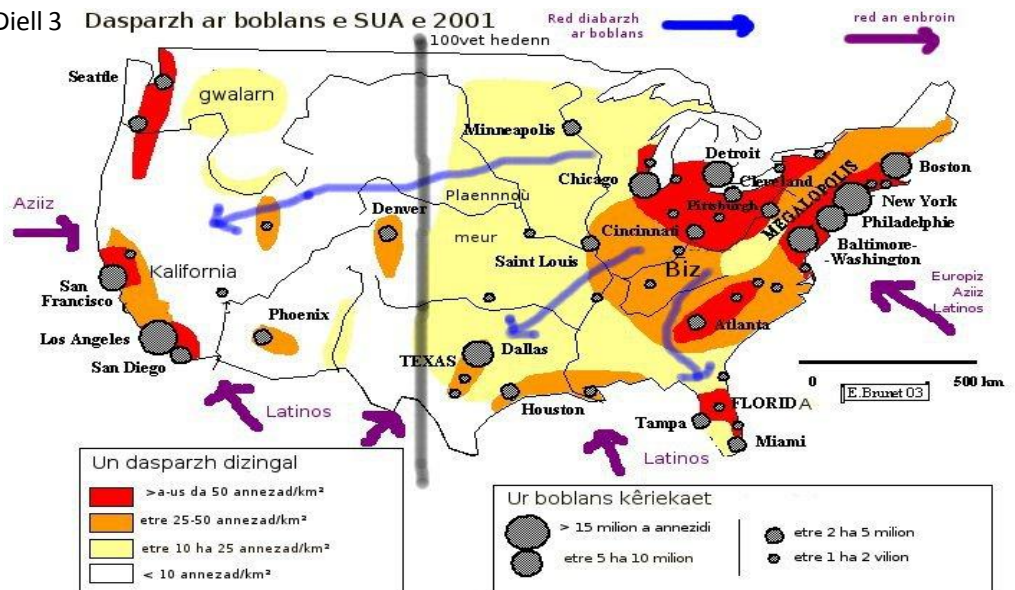 Diell 3
Dasparzh ar boblans e SUA e 2001
Red diabarzh
ar boblans
red an enbroin
100vet hedenn
Seattle
gwalarn
Minneapolis
Detroit
Boston
Chicago
Cleveland
MEGALOPOLIS
New York
Aziiz
Denver
Plaennnoù
meur
Pittsburgh
Philadelphie
Cincinnati
Baltimore-
-Washington
Saint Louis
Biz
Kalifornia
San
Francisco
Europiz
Aziiz
Latinos
Phoenix
Los Angeles
Atlanta
San Diego
TEXAS
Dallas
0
500 km
E.Brunet 03
Houston
FLORIDA
Latinos
Tampa
Miami
Latinos
Un dasparzh dizingal
>a-us da 50 annezad/km²
etre 25-50 annezad/km²
etre 10 ha 25 annezad/km²
< 10 annezad/km²
Ur boblans kêriekaet
> 15 milion a annezidi
etre 5 ha 10 milion
etre 2 ha 5 milion
etre 1 ha 2 vilion